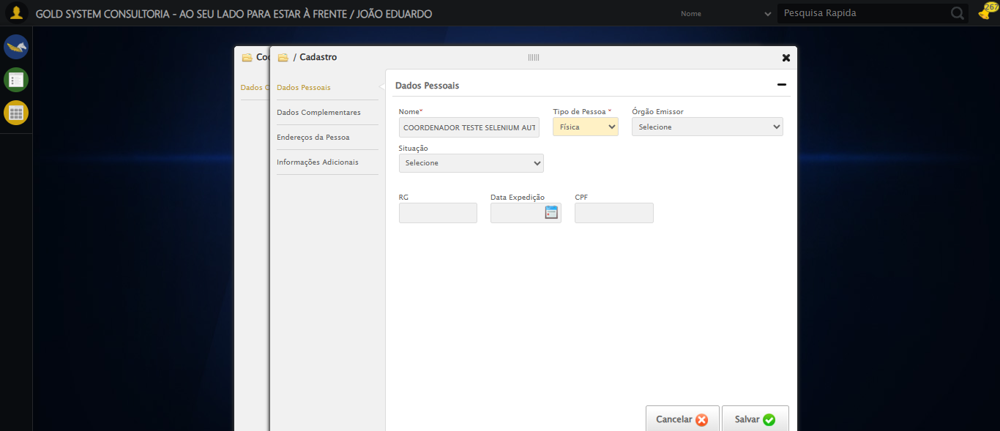 GOLD SYSTEM CONSULTORIA - AO SEU LADO PARA ESTAR À FRENTE / JOÃO EDUARDO
Nome
Pesquisa Rapida
267
Coo
/ Cadastro
Dados C
Dados Pessoais
Dados Complementares
Endereços da Pessoa
Informações Adicionais
Dados Pessoais
Nome*
Tipo de Pessoa *
Órgão Emissor
COORDENADOR TESTE SELENIUM AUT
Física
Selecione
Situação
Selecione
RG
Data Expedição
CPF
Cancelar
Salvar